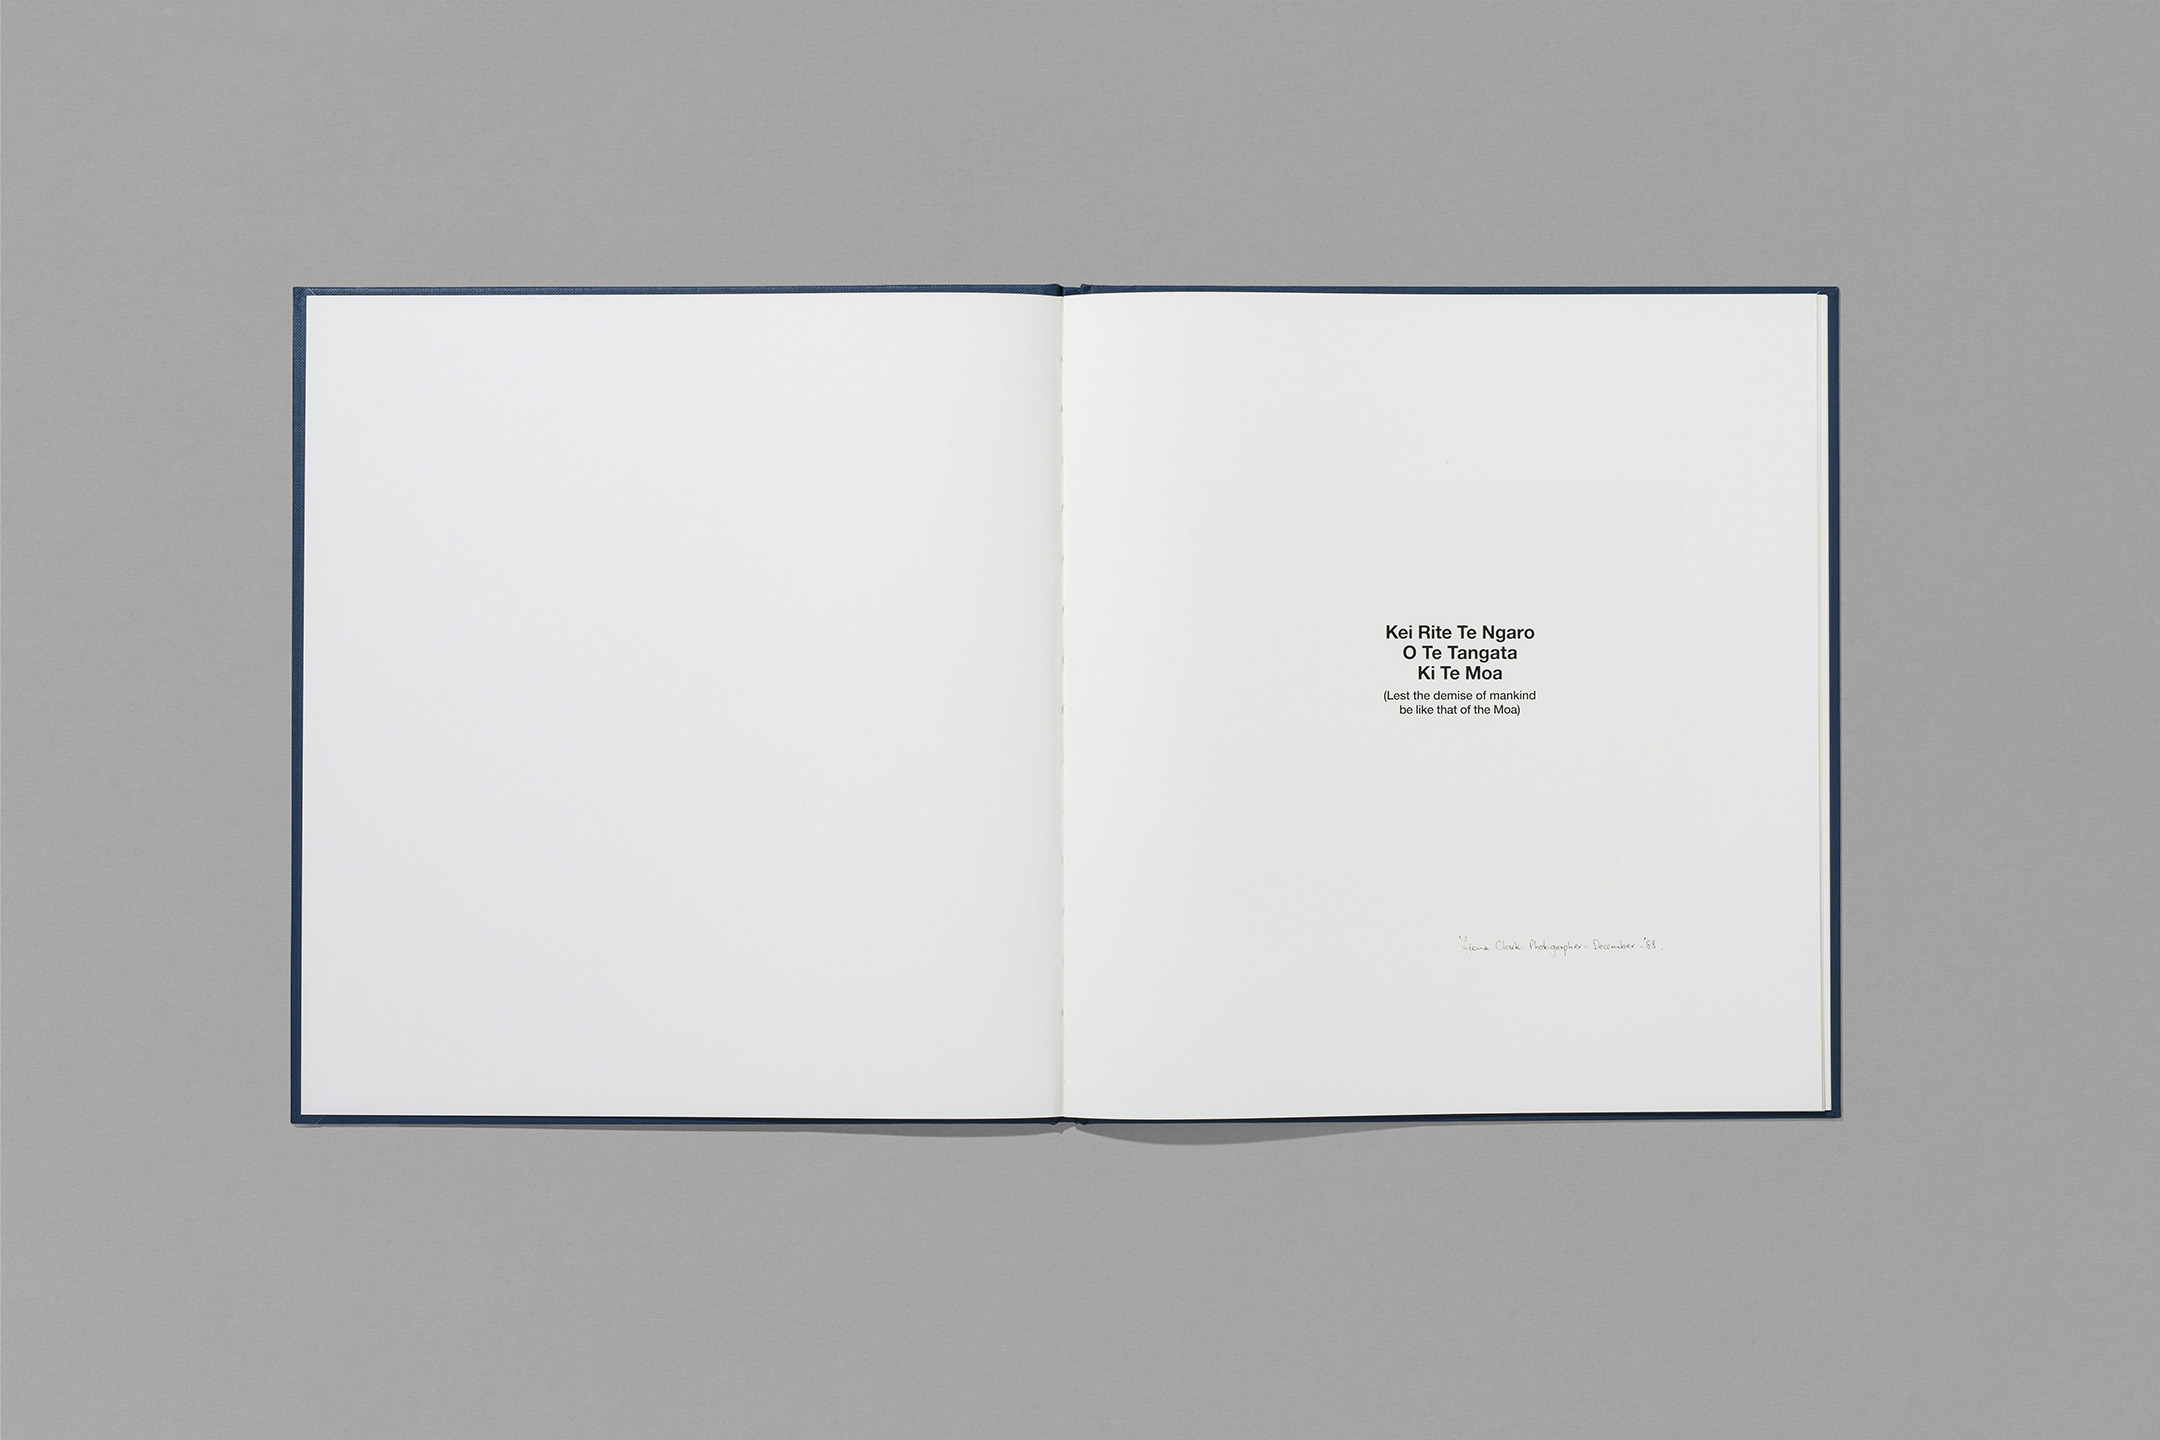 Kei Rite Te Ngaro
O Te Tangata
Ki Te Moa
(Lest the demise of mankind
be like that of the Moa)
Fiona Clark. Photographer - December - '88.